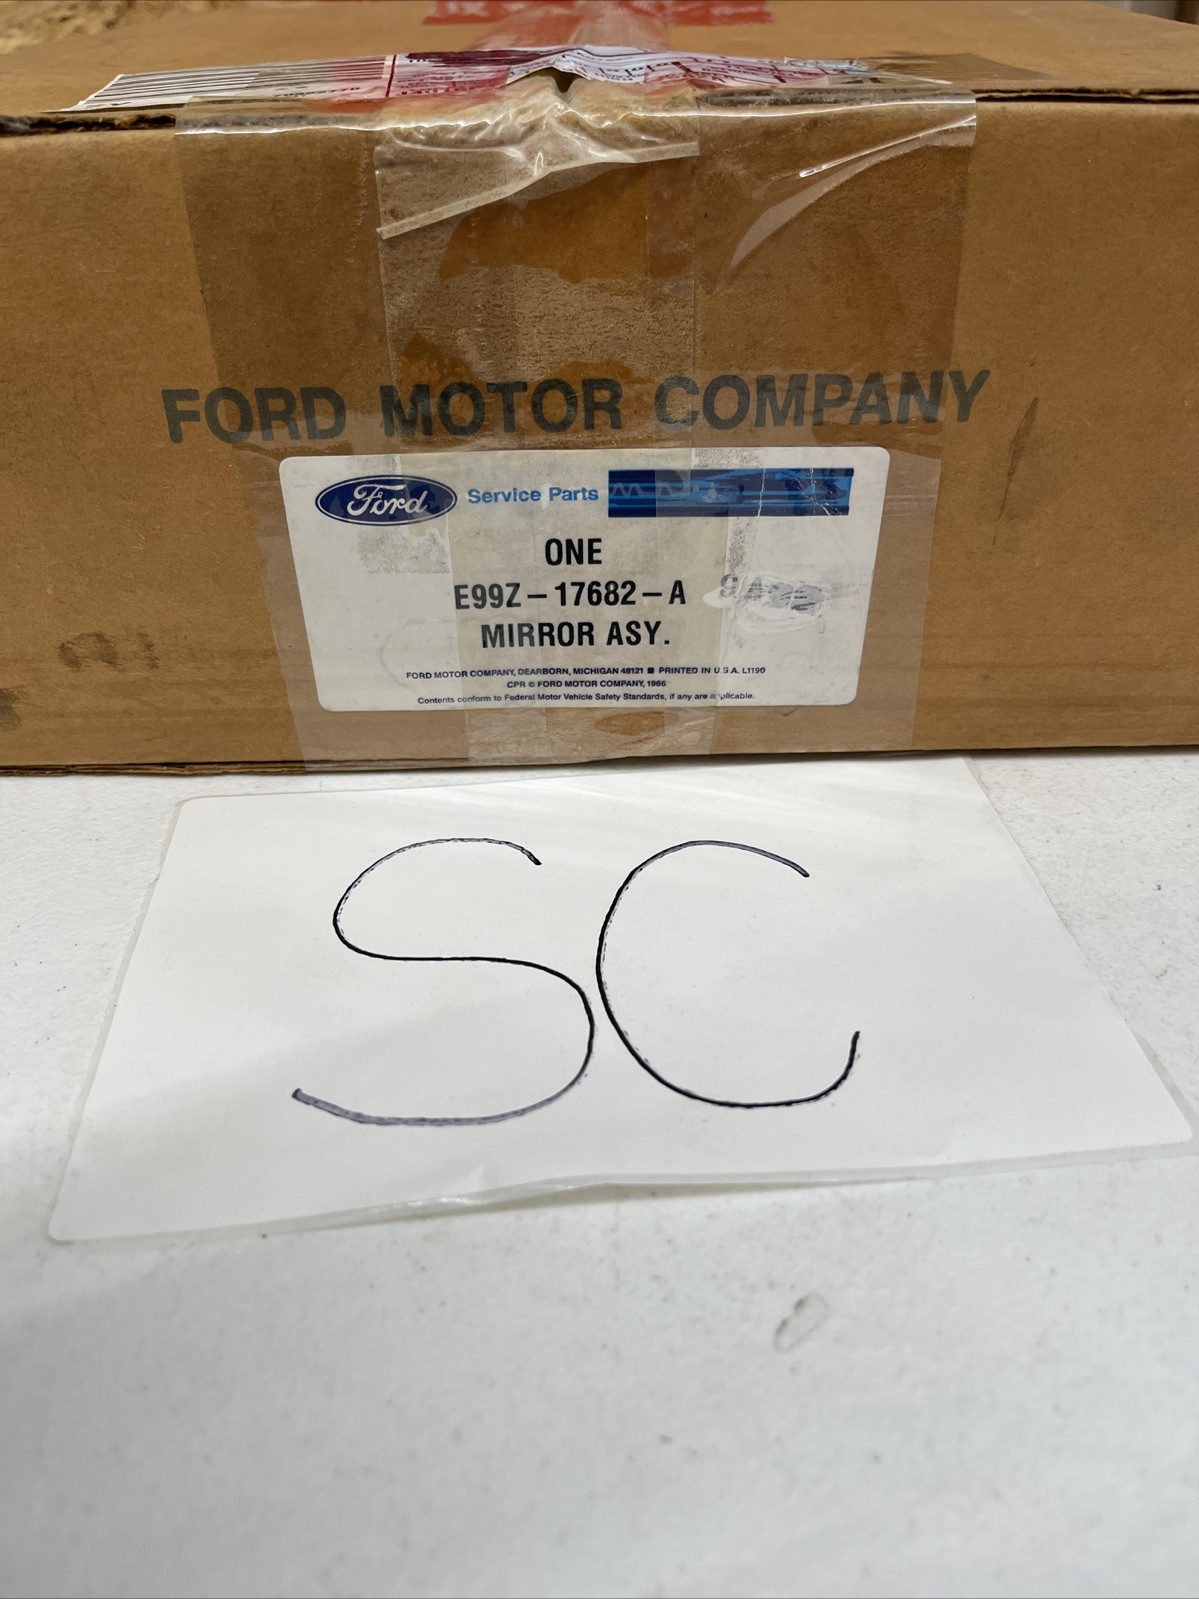 FORD MOTOR COMPANY
Ford Service Parts
ONE
E99Z-17682-A
MIRROR ASY.
FORD MOTOR COMPANY, DEARBORN, MICHIGAN 48121 ■ PRINTED IN U.S.A. L1190
CPR © FORD MOTOR COMPANY, 1966
Contents conform to Federal Motor Vehicle Safety Standards, if any are applicable.
SC